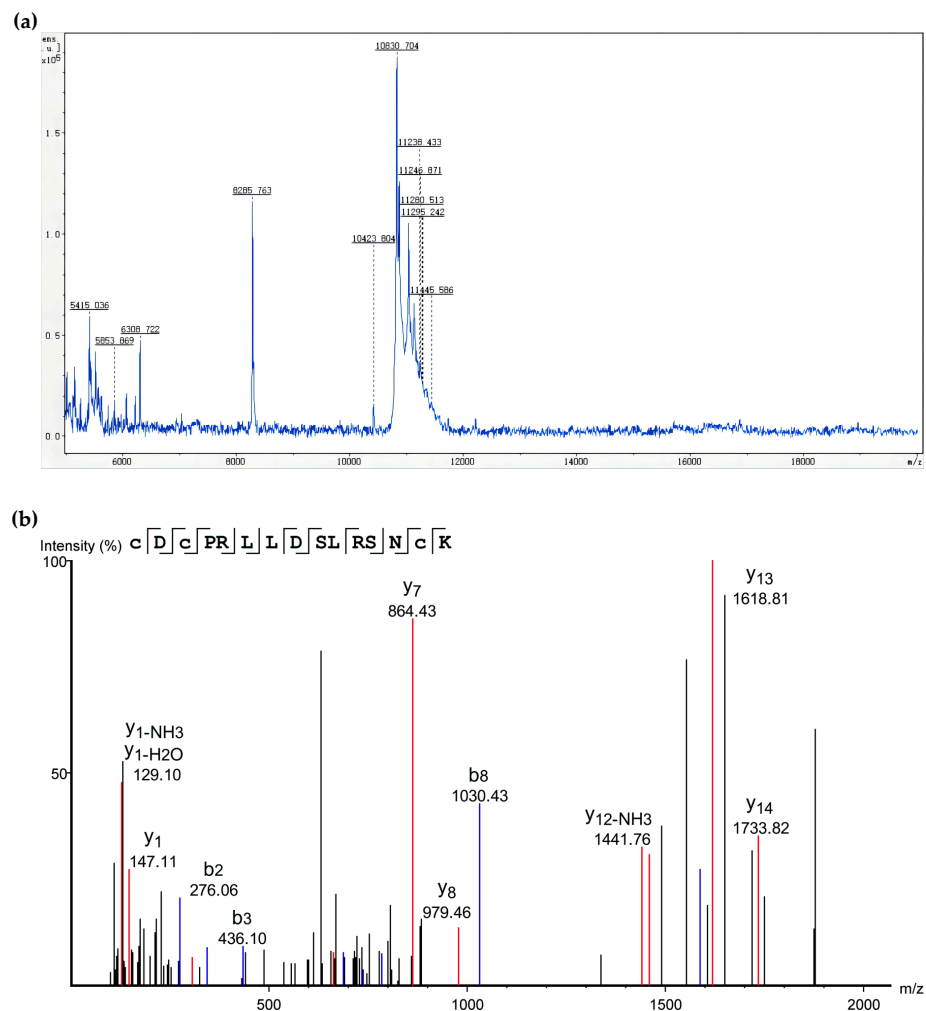 (a)
ens.
u.]
x10⁵
10830 704
11238 433
1.5
11246 871
8285 763
11280 513
11295 242
1.0
10423 804
5415 036
11445 586
6308 722
0.5
5853 869
0.0
6000 8000 10000 12000 14000 16000 18000 m/z
(b)
Intensity (%) c D c PR L L D SL RS N c K
100
y7
864.43
y13
1618.81
y1-NH3
y1-H2O
129.10
50
b8
1030.43
y12-NH3
1441.76
y14
1733.82
y1
147.11
b2
276.06
y8
979.46
b3
436.10
500 1000 1500 2000 m/z